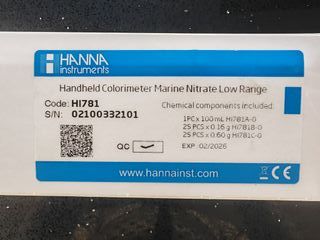 HANNA
instruments
Handheld Colorimeter Marine Nitrate Low Range
Code: HI781
S/N: 02100332101
Chemical components included:
1PC x 100mL HI781A-0
25 PCS x 0.16 g HI781B-0
25 PCS x 0.60 g HI781C-0
QC
EXP. 02/2026
www.hannainst.com
CE